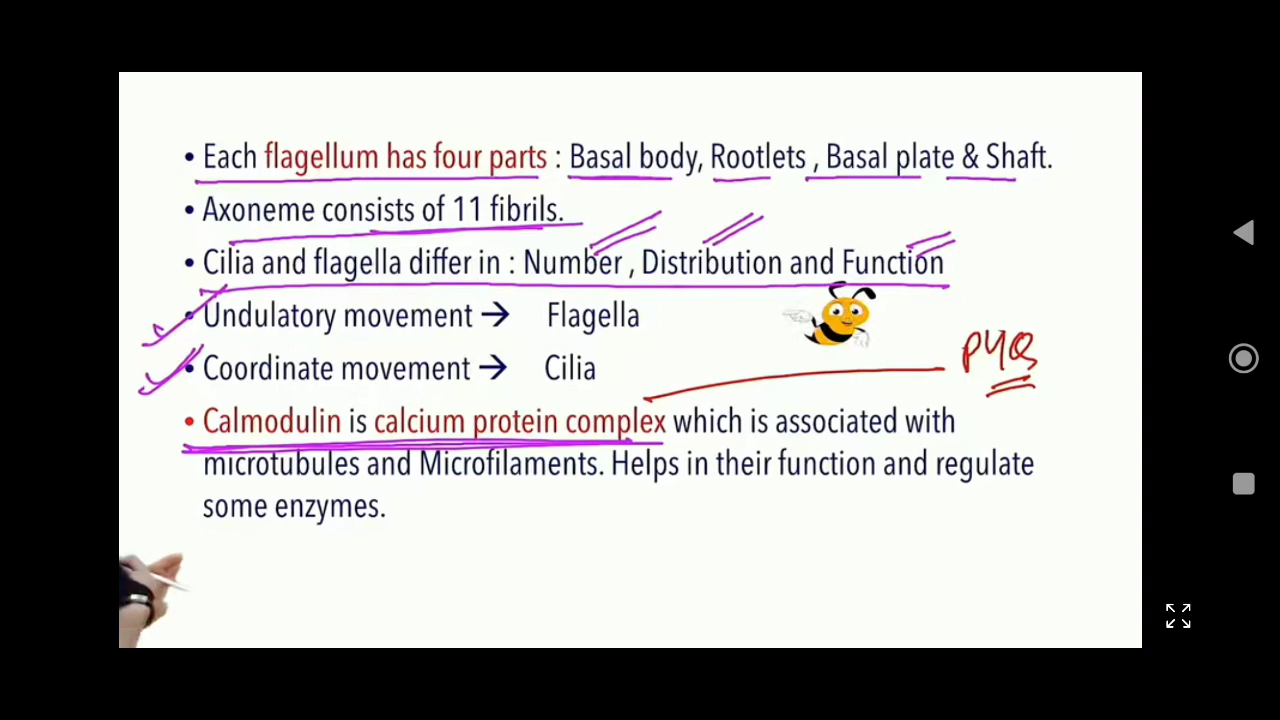 • Each flagellum has four parts : Basal body, Rootlets , Basal plate & Shaft.
• Axoneme consists of 11 fibrils.
• Cilia and flagella differ in : Number , Distribution and Function
• Undulatory movement → Flagella
• Coordinate movement → Cilia
PYQ
• Calmodulin is calcium protein complex which is associated with
microtubules and Microfilaments. Helps in their function and regulate
some enzymes.